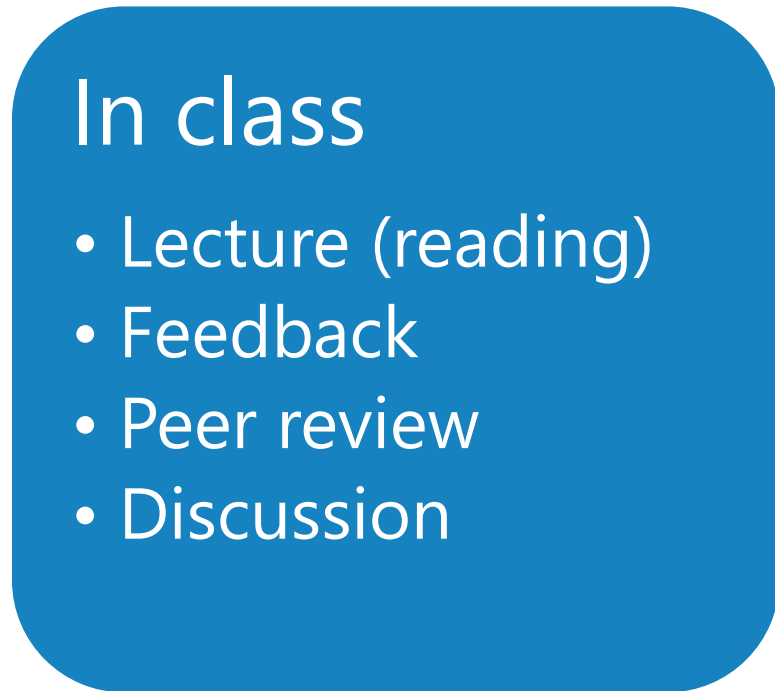 In class
• Lecture (reading)
• Feedback
• Peer review
• Discussion